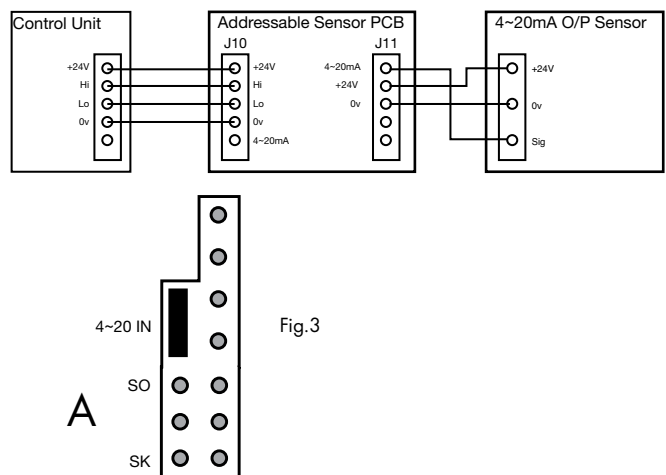 Control Unit
+24V
Hi
Lo
0v
Addressable Sensor PCB
J10
+24V
Hi
Lo
0v
4~20mA
J11
4~20mA
+24V
0v
4~20mA O/P Sensor
+24V
0v
Sig
4~20 IN
SO
A
SK
Fig.3